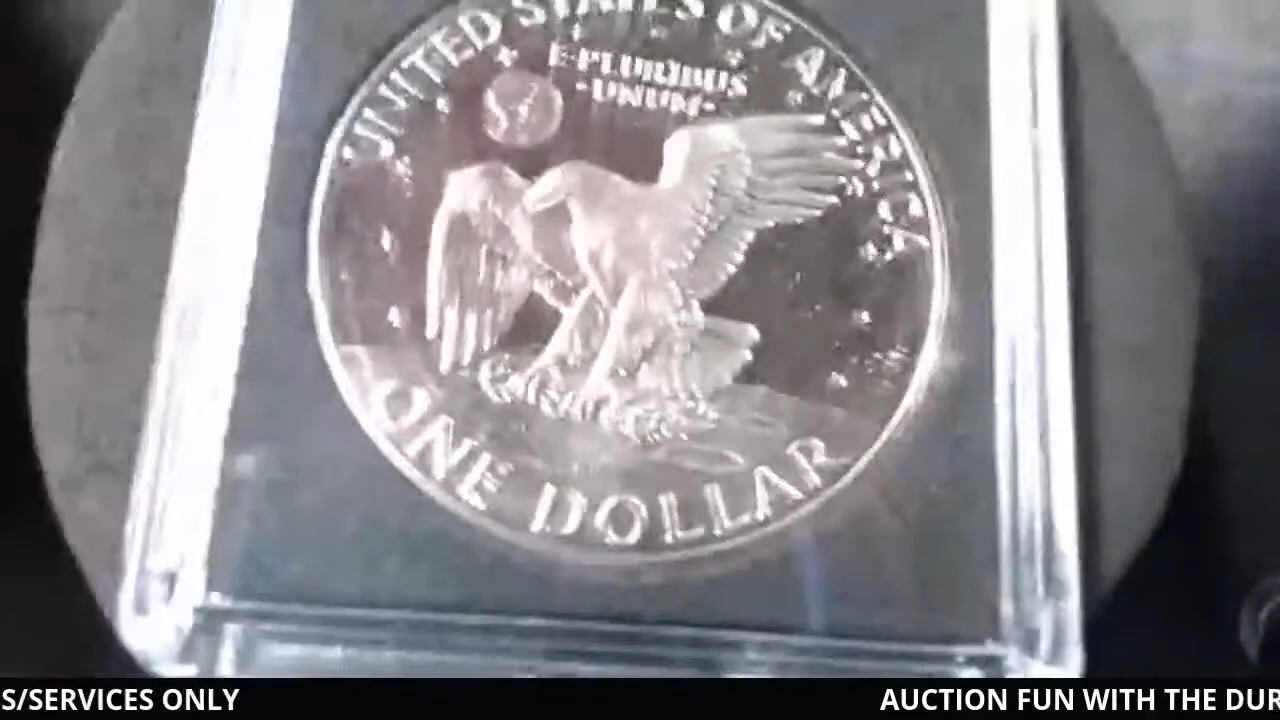 UNITED STATES OF AMERICA
E·PLURIBUS
·UNUM·
ONE DOLLAR
S/SERVICES ONLY
AUCTION FUN WITH THE DUR